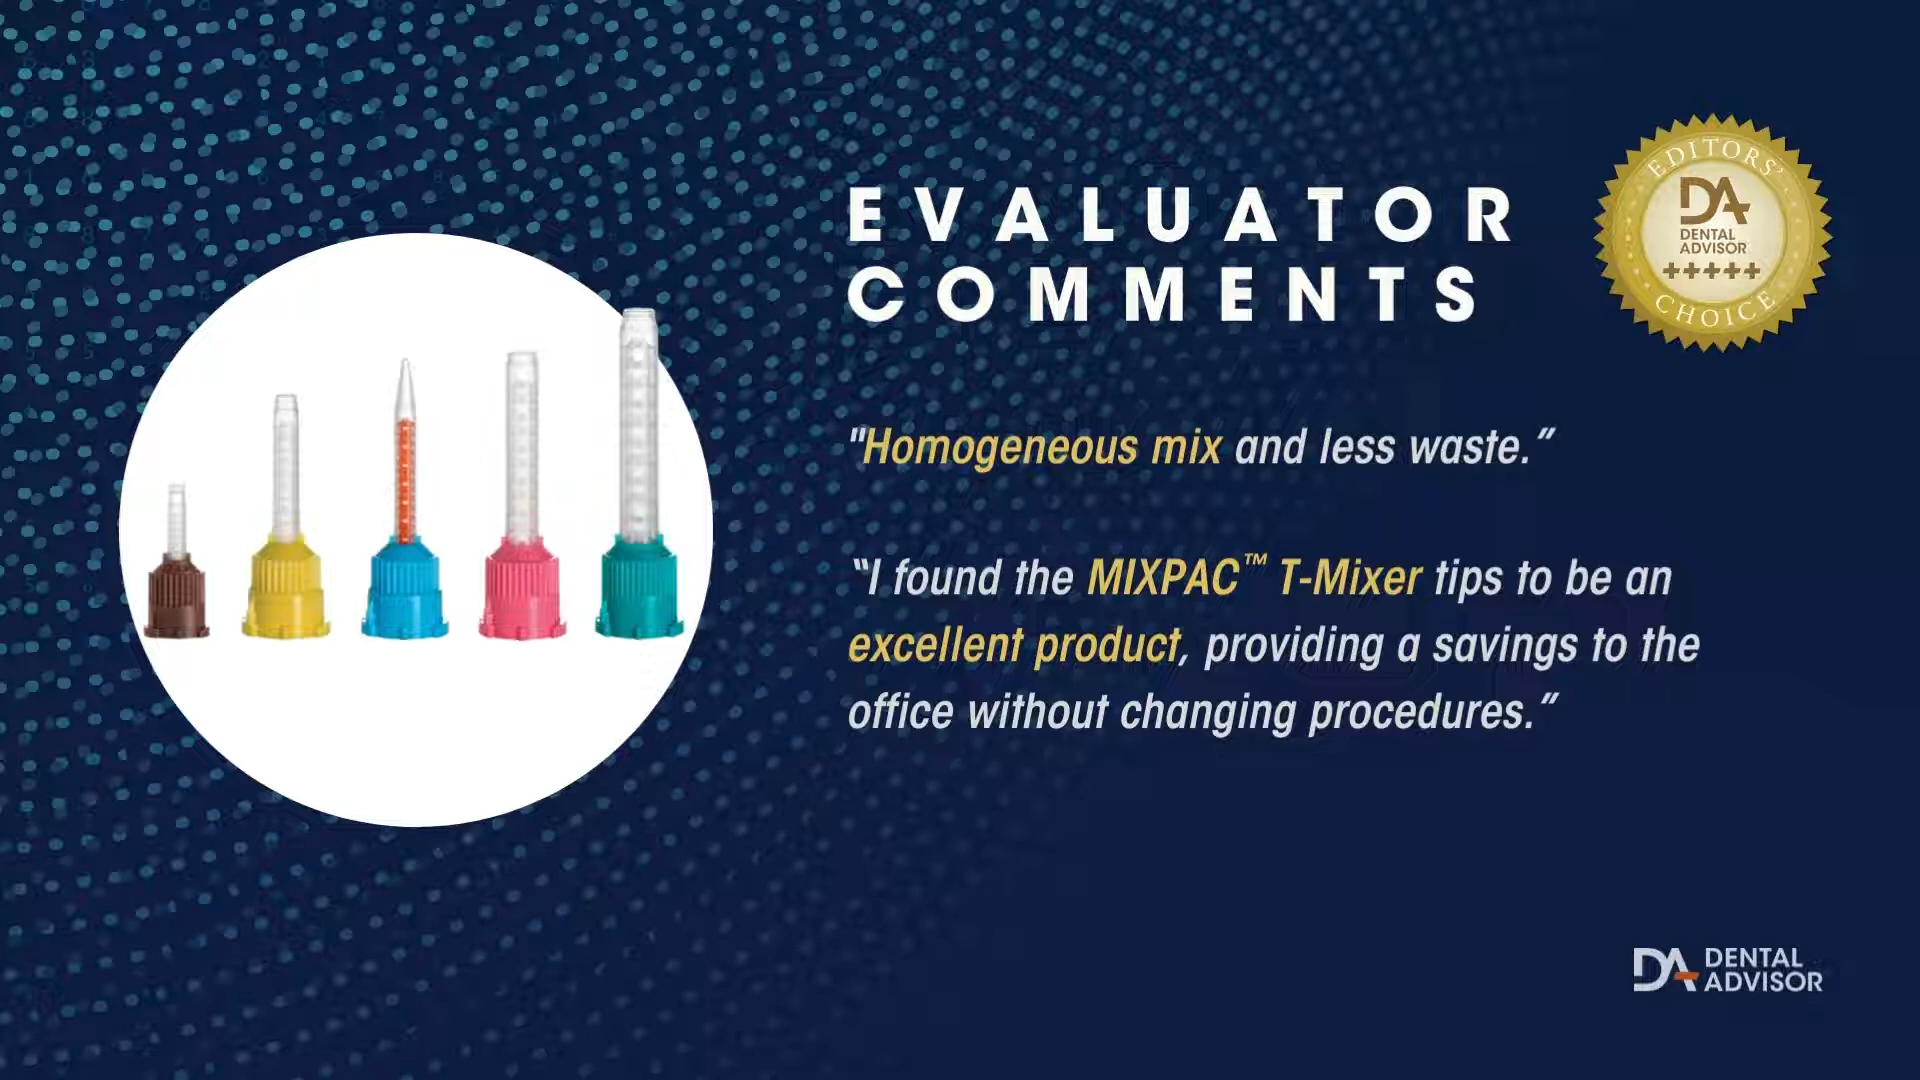 EVALUATOR
COMMENTS
EDITORS'
DA
DENTAL
ADVISOR
+++++
CHOICE
"Homogeneous mix and less waste."
“I found the MIXPAC™ T-Mixer tips to be an
excellent product, providing a savings to the
office without changing procedures.”
DA DENTAL
ADVISOR